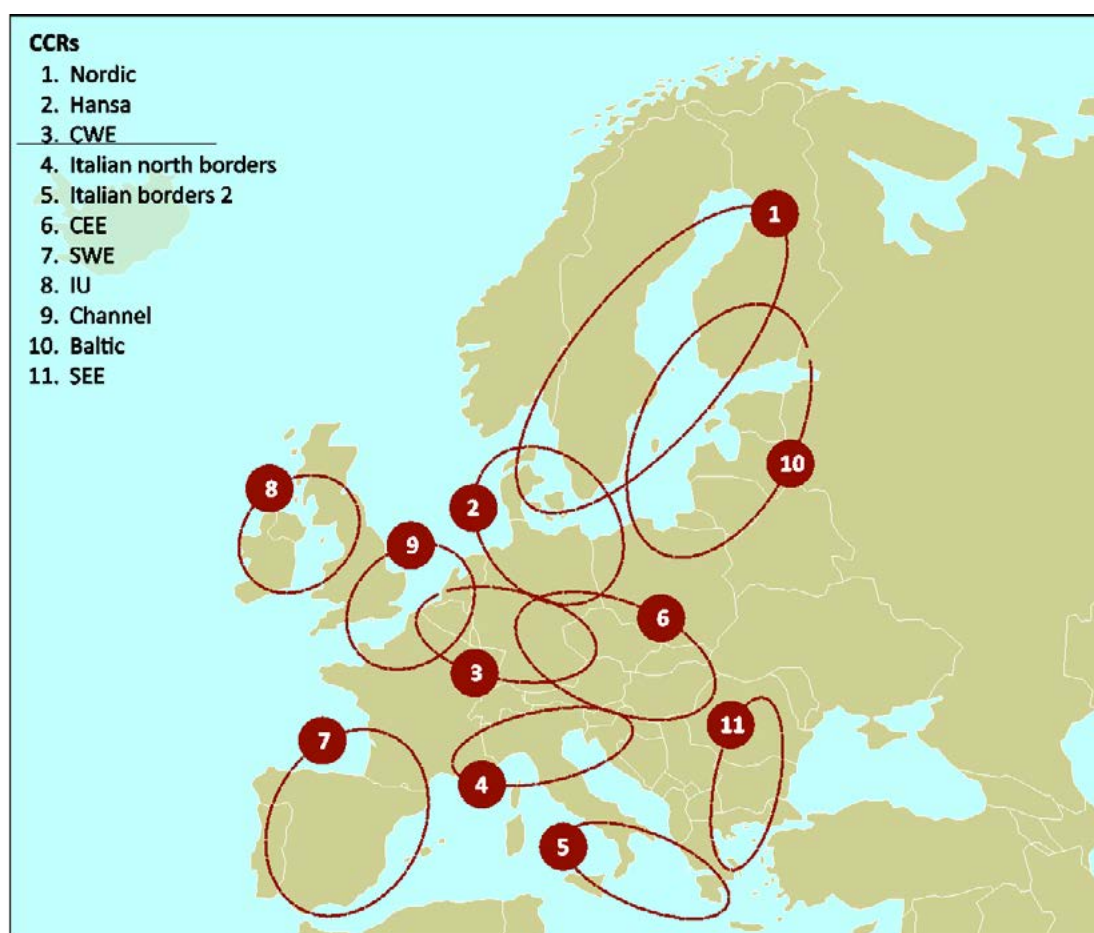 CCRs
1. Nordic
2. Hansa
3. CWE
4. Italian north borders
5. Italian borders 2
6. CEE
7. SWE
8. IU
9. Channel
10. Baltic
11. SEE
1
10
2
8
9
6
3
11
7
4
5